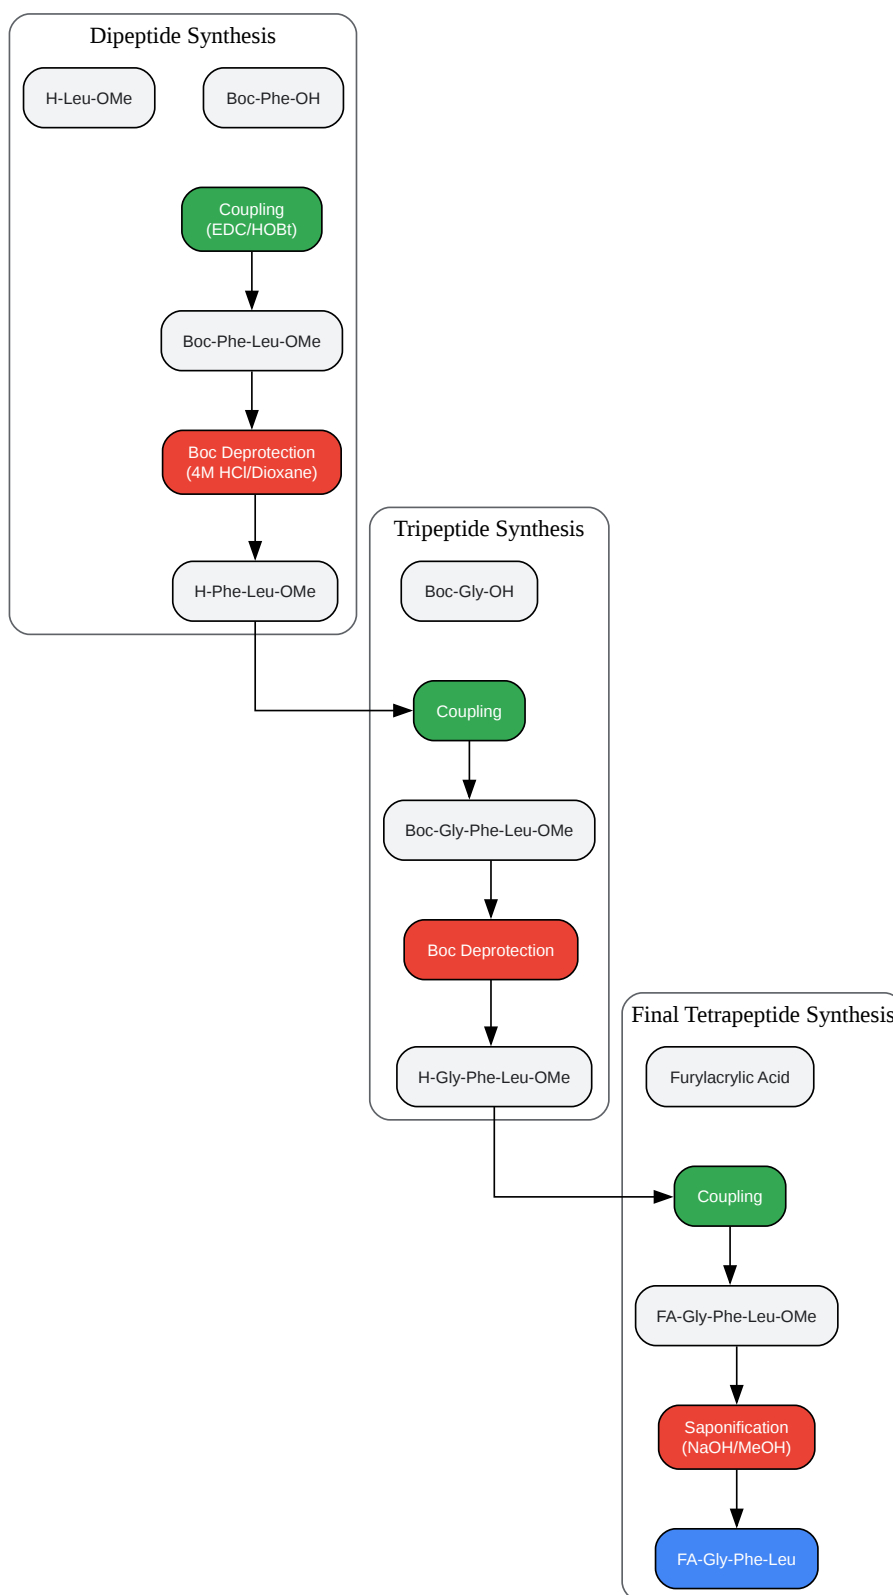 Dipeptide Synthesis
H-Leu-OMe
Boc-Phe-OH
Coupling
(EDC/HOBt)
Boc-Phe-Leu-OMe
Boc Deprotection
(4M HCl/Dioxane)
H-Phe-Leu-OMe
Tripeptide Synthesis
Boc-Gly-OH
Coupling
Boc-Gly-Phe-Leu-OMe
Boc Deprotection
H-Gly-Phe-Leu-OMe
Final Tetrapeptide Synthesis
Furylacrylic Acid
Coupling
FA-Gly-Phe-Leu-OMe
Saponification
(NaOH/MeOH)
FA-Gly-Phe-Leu